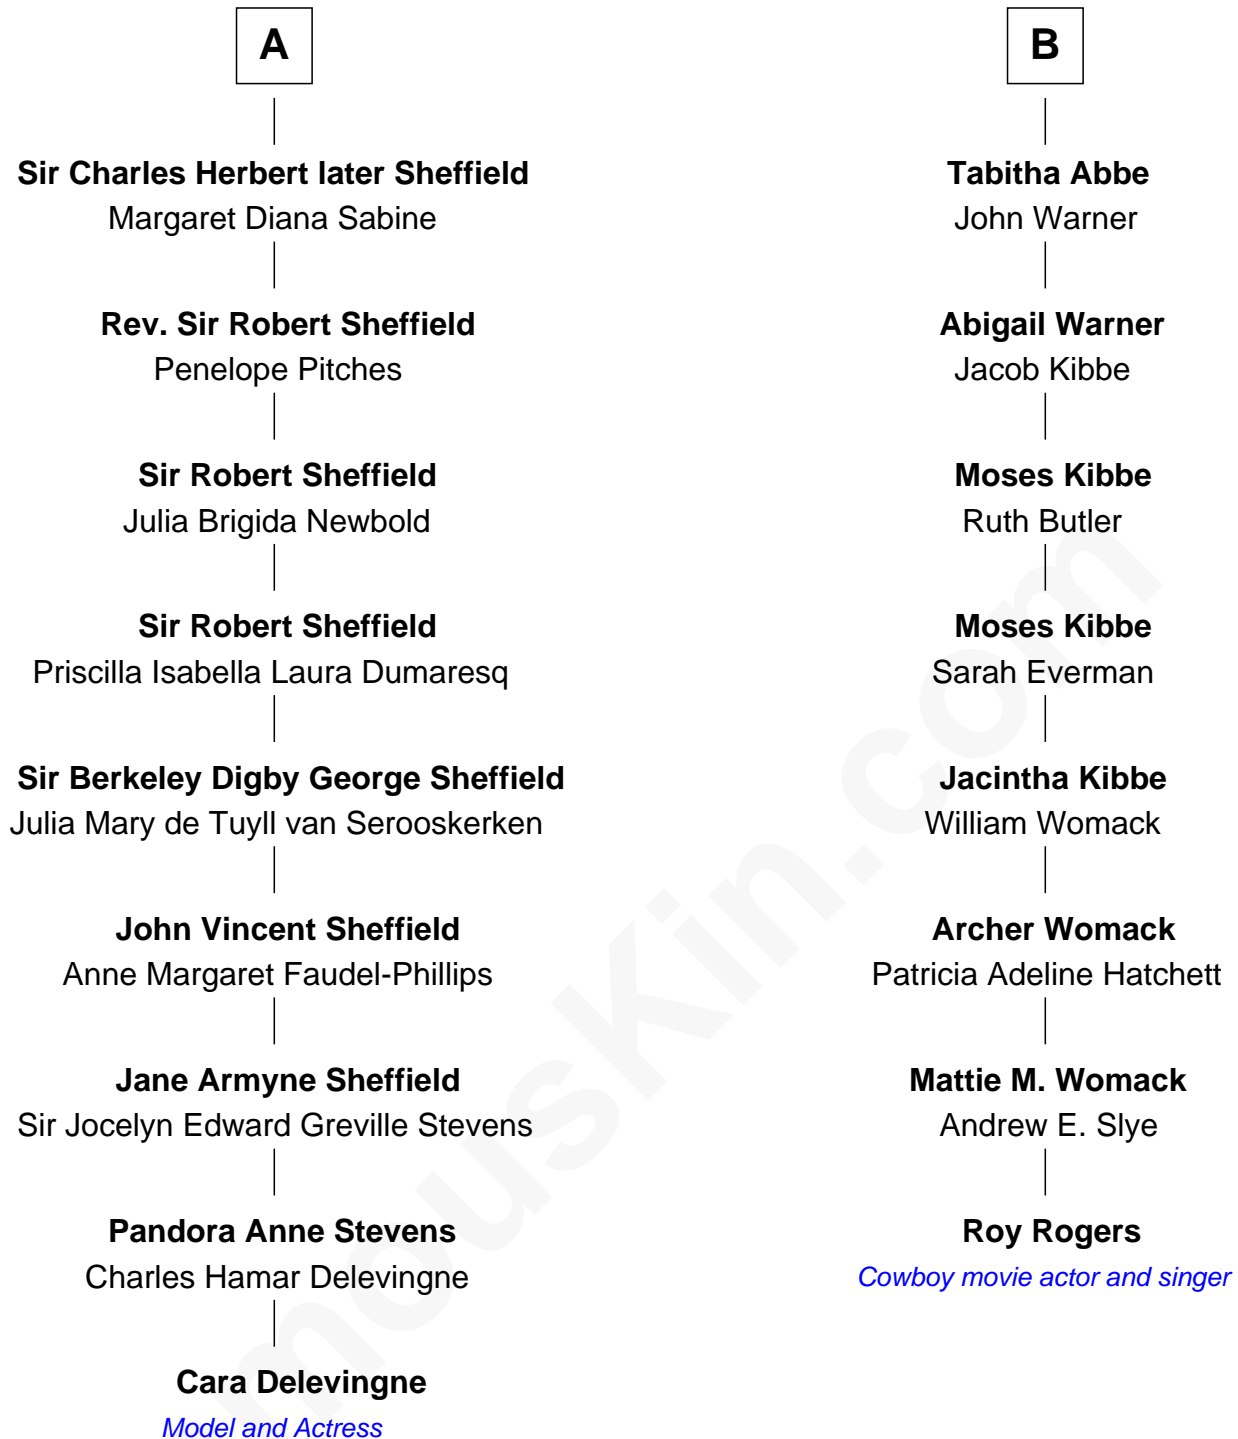 A
Sir Charles Herbert later Sheffield
Margaret Diana Sabine
Rev. Sir Robert Sheffield
Penelope Pitches
Sir Robert Sheffield
Julia Brigida Newbold
Sir Robert Sheffield
Priscilla Isabella Laura Dumaresq
Sir Berkeley Digby George Sheffield
Julia Mary de Tuyll van Serooskerken
John Vincent Sheffield
Anne Margaret Faudel-Phillips
Jane Armyne Sheffield
Sir Jocelyn Edward Greville Stevens
Pandora Anne Stevens
Charles Hamar Delevingne
Cara Delevingne
Model and Actress
B
Tabitha Abbe
John Warner
Abigail Warner
Jacob Kibbe
Moses Kibbe
Ruth Butler
Moses Kibbe
Sarah Everman
Jacintha Kibbe
William Womack
Archer Womack
Patricia Adeline Hatchett
Mattie M. Womack
Andrew E. Slye
Roy Rogers
Cowboy movie actor and singer
mousKin.com